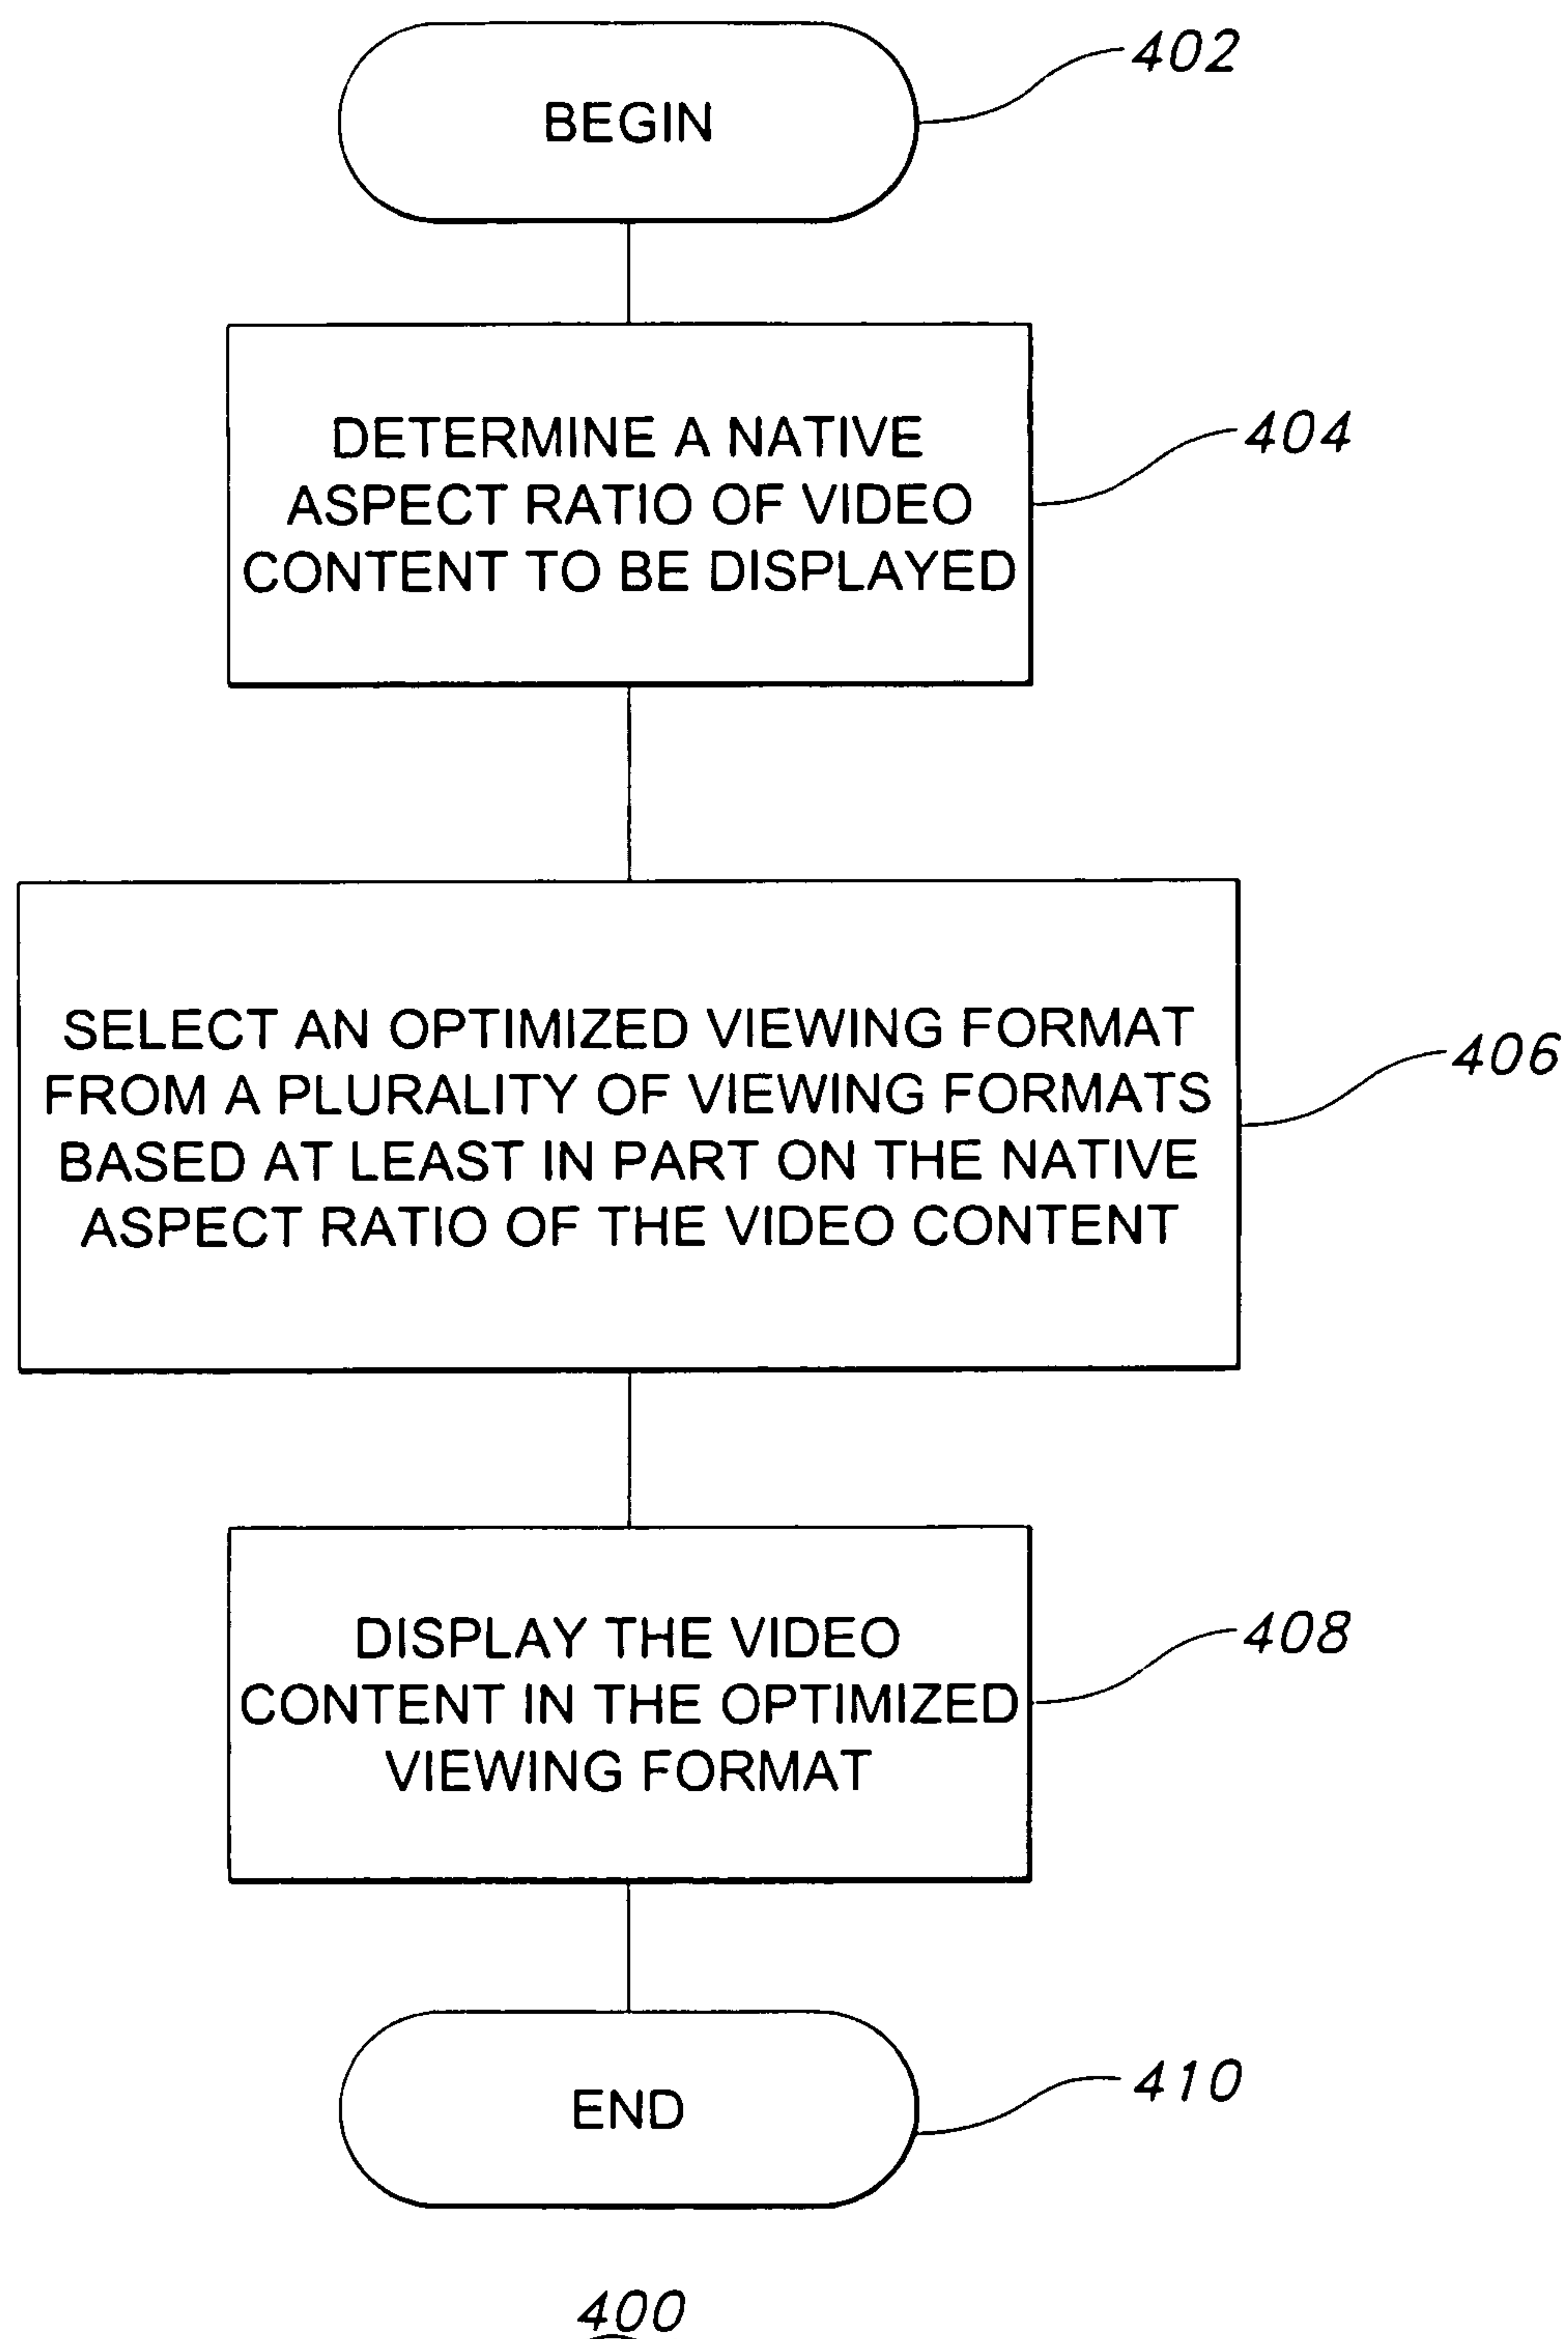 BEGIN
402
DETERMINE A NATIVE
ASPECT RATIO OF VIDEO
CONTENT TO BE DISPLAYED
404
SELECT AN OPTIMIZED VIEWING FORMAT
FROM A PLURALITY OF VIEWING FORMATS
BASED AT LEAST IN PART ON THE NATIVE
ASPECT RATIO OF THE VIDEO CONTENT
406
DISPLAY THE VIDEO
CONTENT IN THE OPTIMIZED
VIEWING FORMAT
408
END
410
400